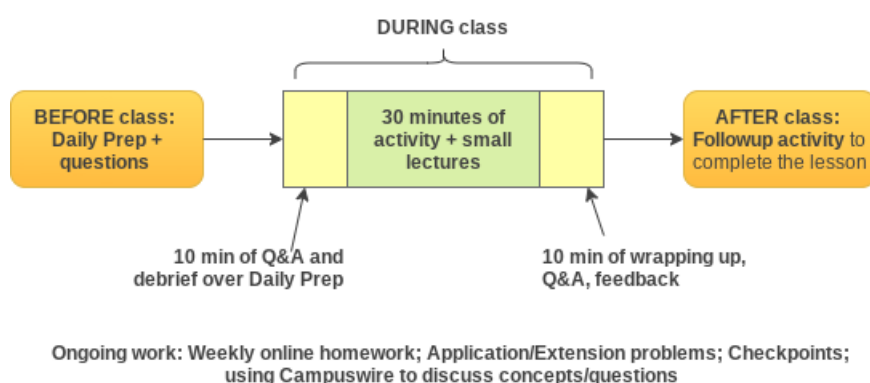 DURING class
BEFORE class:
Daily Prep +
questions
30 minutes of
activity + small
lectures
AFTER class:
Followup activity to
complete the lesson
10 min of Q&A and
debrief over Daily Prep
10 min of wrapping up,
Q&A, feedback
Ongoing work: Weekly online homework; Application/Extension problems; Checkpoints;
using Campuswire to discuss concepts/questions